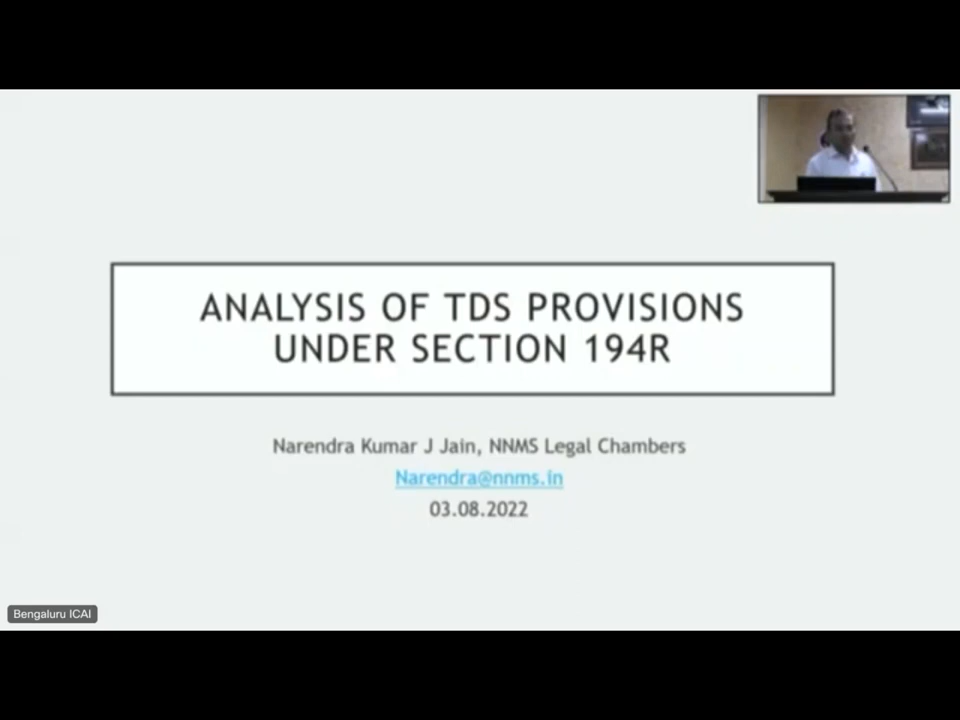 ANALYSIS OF TDS PROVISIONS
UNDER SECTION 194R
Narendra Kumar J Jain, NNMS Legal Chambers
Narendra@nnms.in
03.08.2022
Bengaluru ICAI